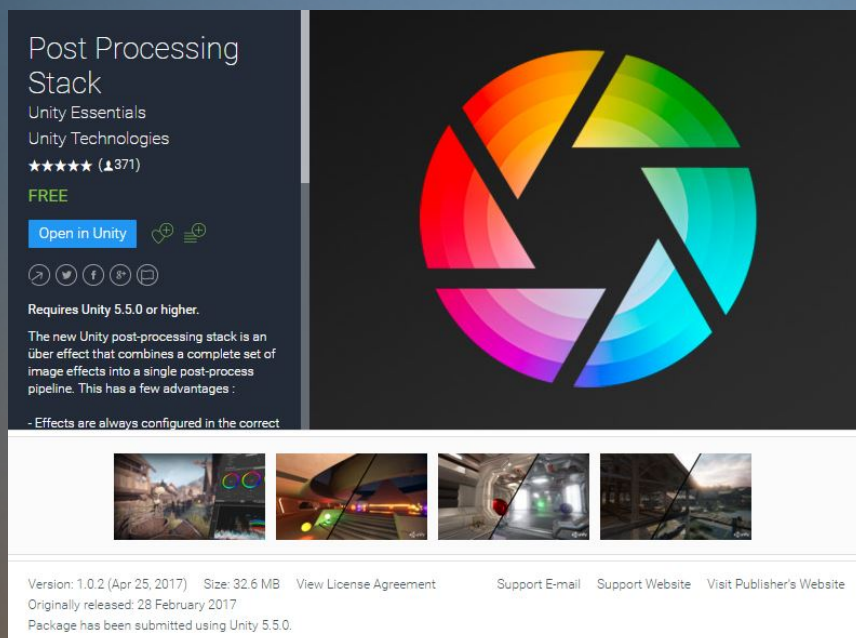 Post Processing
Stack
Unity Essentials
Unity Technologies
★★★★★ (371)
FREE
Open in Unity
Requires Unity 5.5.0 or higher.
The new Unity post-processing stack is an
über effect that combines a complete set of
image effects into a single post-process
pipeline. This has a few advantages :
- Effects are always configured in the correct
Version: 1.0.2 (Apr 25, 2017) Size: 32.6 MB View License Agreement Support E-mail Support Website Visit Publisher's Website
Originally released: 28 February 2017
Package has been submitted using Unity 5.5.0.